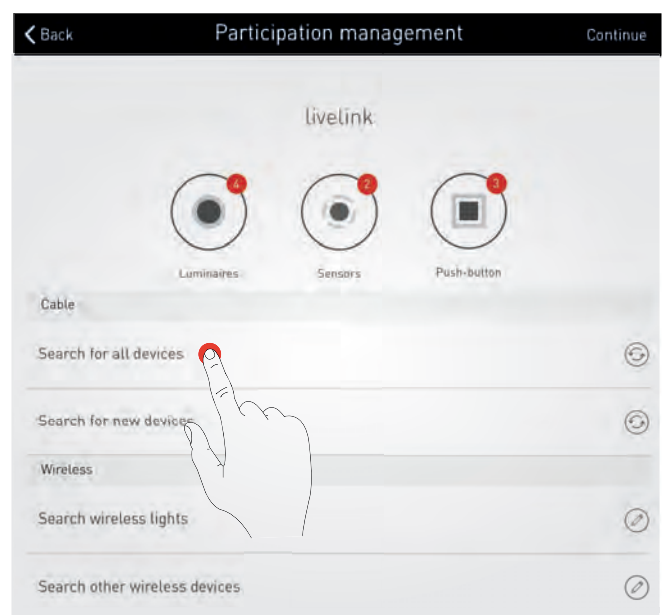 Back Participation management Continue
livelink
4 2 3
Luminaires Sensors Push-button
Cable
Search for all devices
Search for new devices
Wireless
Search wireless lights
Search other wireless devices